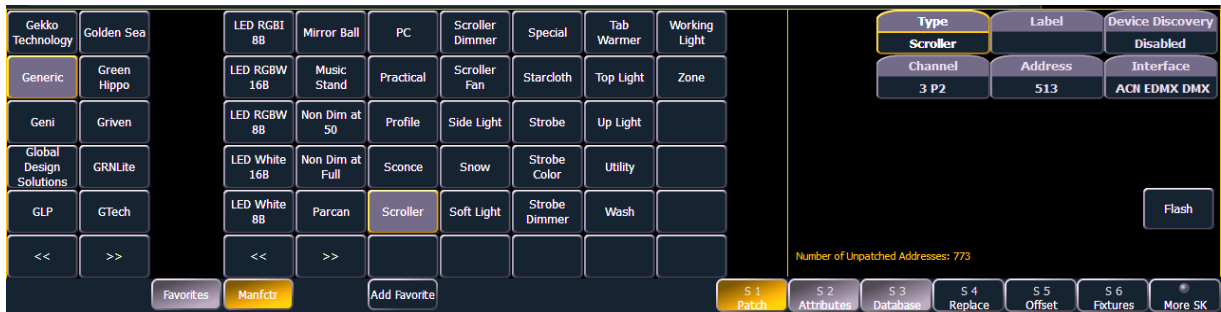 Gekko Technology
Golden Sea
LED RGBI 8B
Mirror Ball
PC
Scroller Dimmer
Special
Tab Warmer
Working Light
Type
Scroller
Label
Device Discovery
Disabled
Generic
Green Hippo
LED RGBW 16B
Music Stand
Practical
Scroller Fan
Starcloth
Top Light
Zone
Channel
3 P2
Address
513
Interface
ACN EDMX DMX
Geni
Griven
LED RGBW 8B
Non Dim at 50
Profile
Side Light
Strobe
Up Light
Global Design Solutions
GRNLite
LED White 16B
Non Dim at Full
Sconce
Snow
Strobe Color
Utility
GLP
GTech
LED White 8B
Parcan
Scroller
Soft Light
Strobe Dimmer
Wash
Flash
<<
>>
<<
>>
Number of Unpatched Addresses: 773
Favorites
Manfctr
Add Favorite
S 1
Patch
S 2
Attributes
S 3
Database
S 4
Replace
S 5
Offset
S 6
Fixtures
More SK